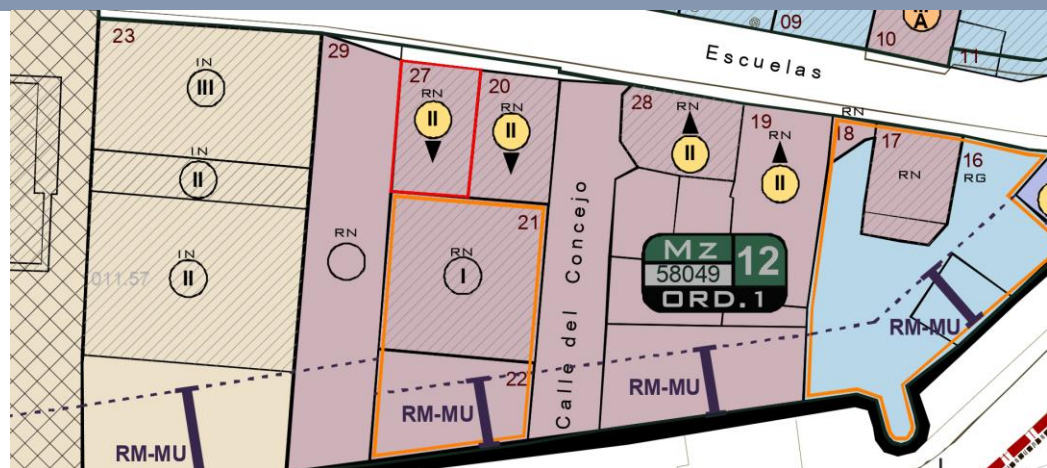 09
III
A
10
11
Escuelas
23
IN
III
29
27
RN
II
20
RN
II
28
RN
II
19
RN
II
RN
18
17
RN
16
RG
IN
II
21
RN
I
RN
IN
II
011.57
Calle del Concejo
Mz
58049
12
ORD.1
22
RM-MU
RM-MU
RM-MU
RM-MU